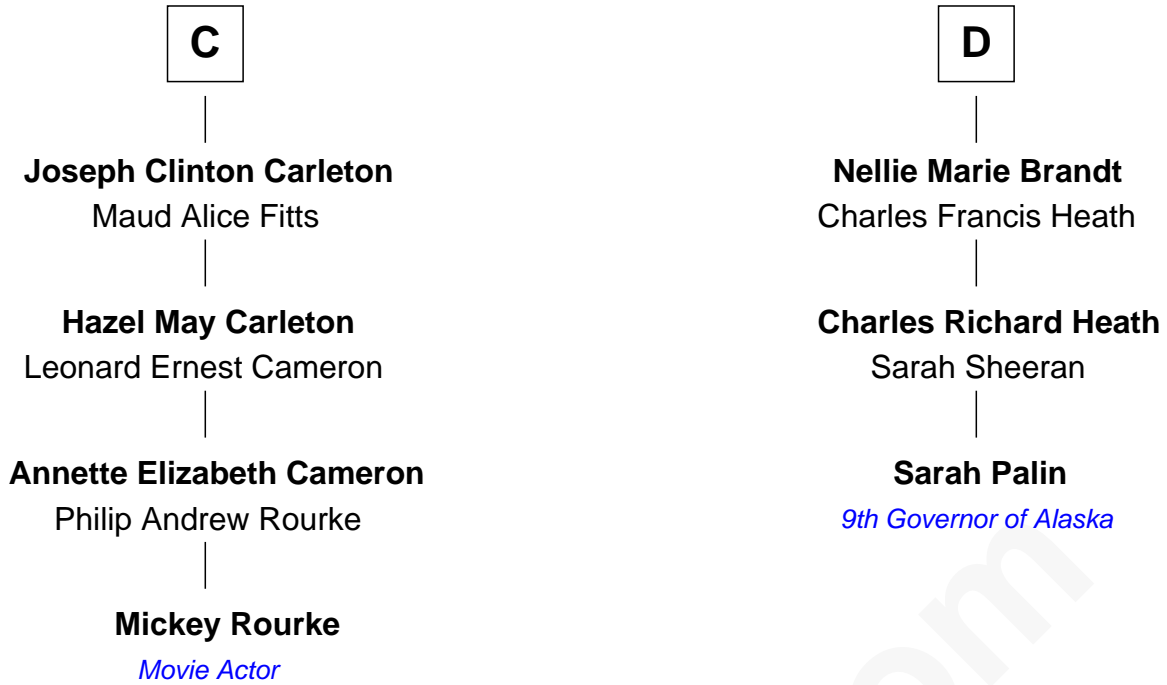 C
Joseph Clinton Carleton
Maud Alice Fitts
Hazel May Carleton
Leonard Ernest Cameron
Annette Elizabeth Cameron
Philip Andrew Rourke
Mickey Rourke
Movie Actor
D
Nellie Marie Brandt
Charles Francis Heath
Charles Richard Heath
Sarah Sheeran
Sarah Palin
9th Governor of Alaska
om